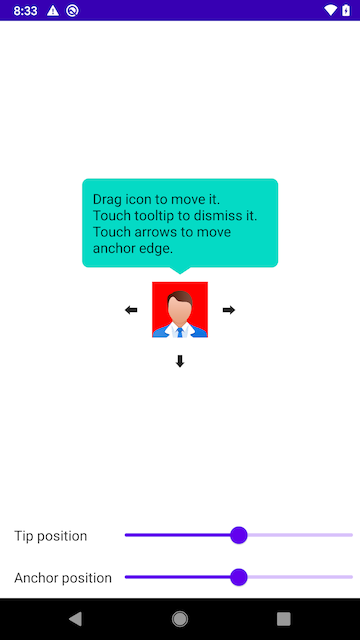 8:33
Drag icon to move it.
Touch tooltip to dismiss it.
Touch arrows to move
anchor edge.
Tip position
Anchor position